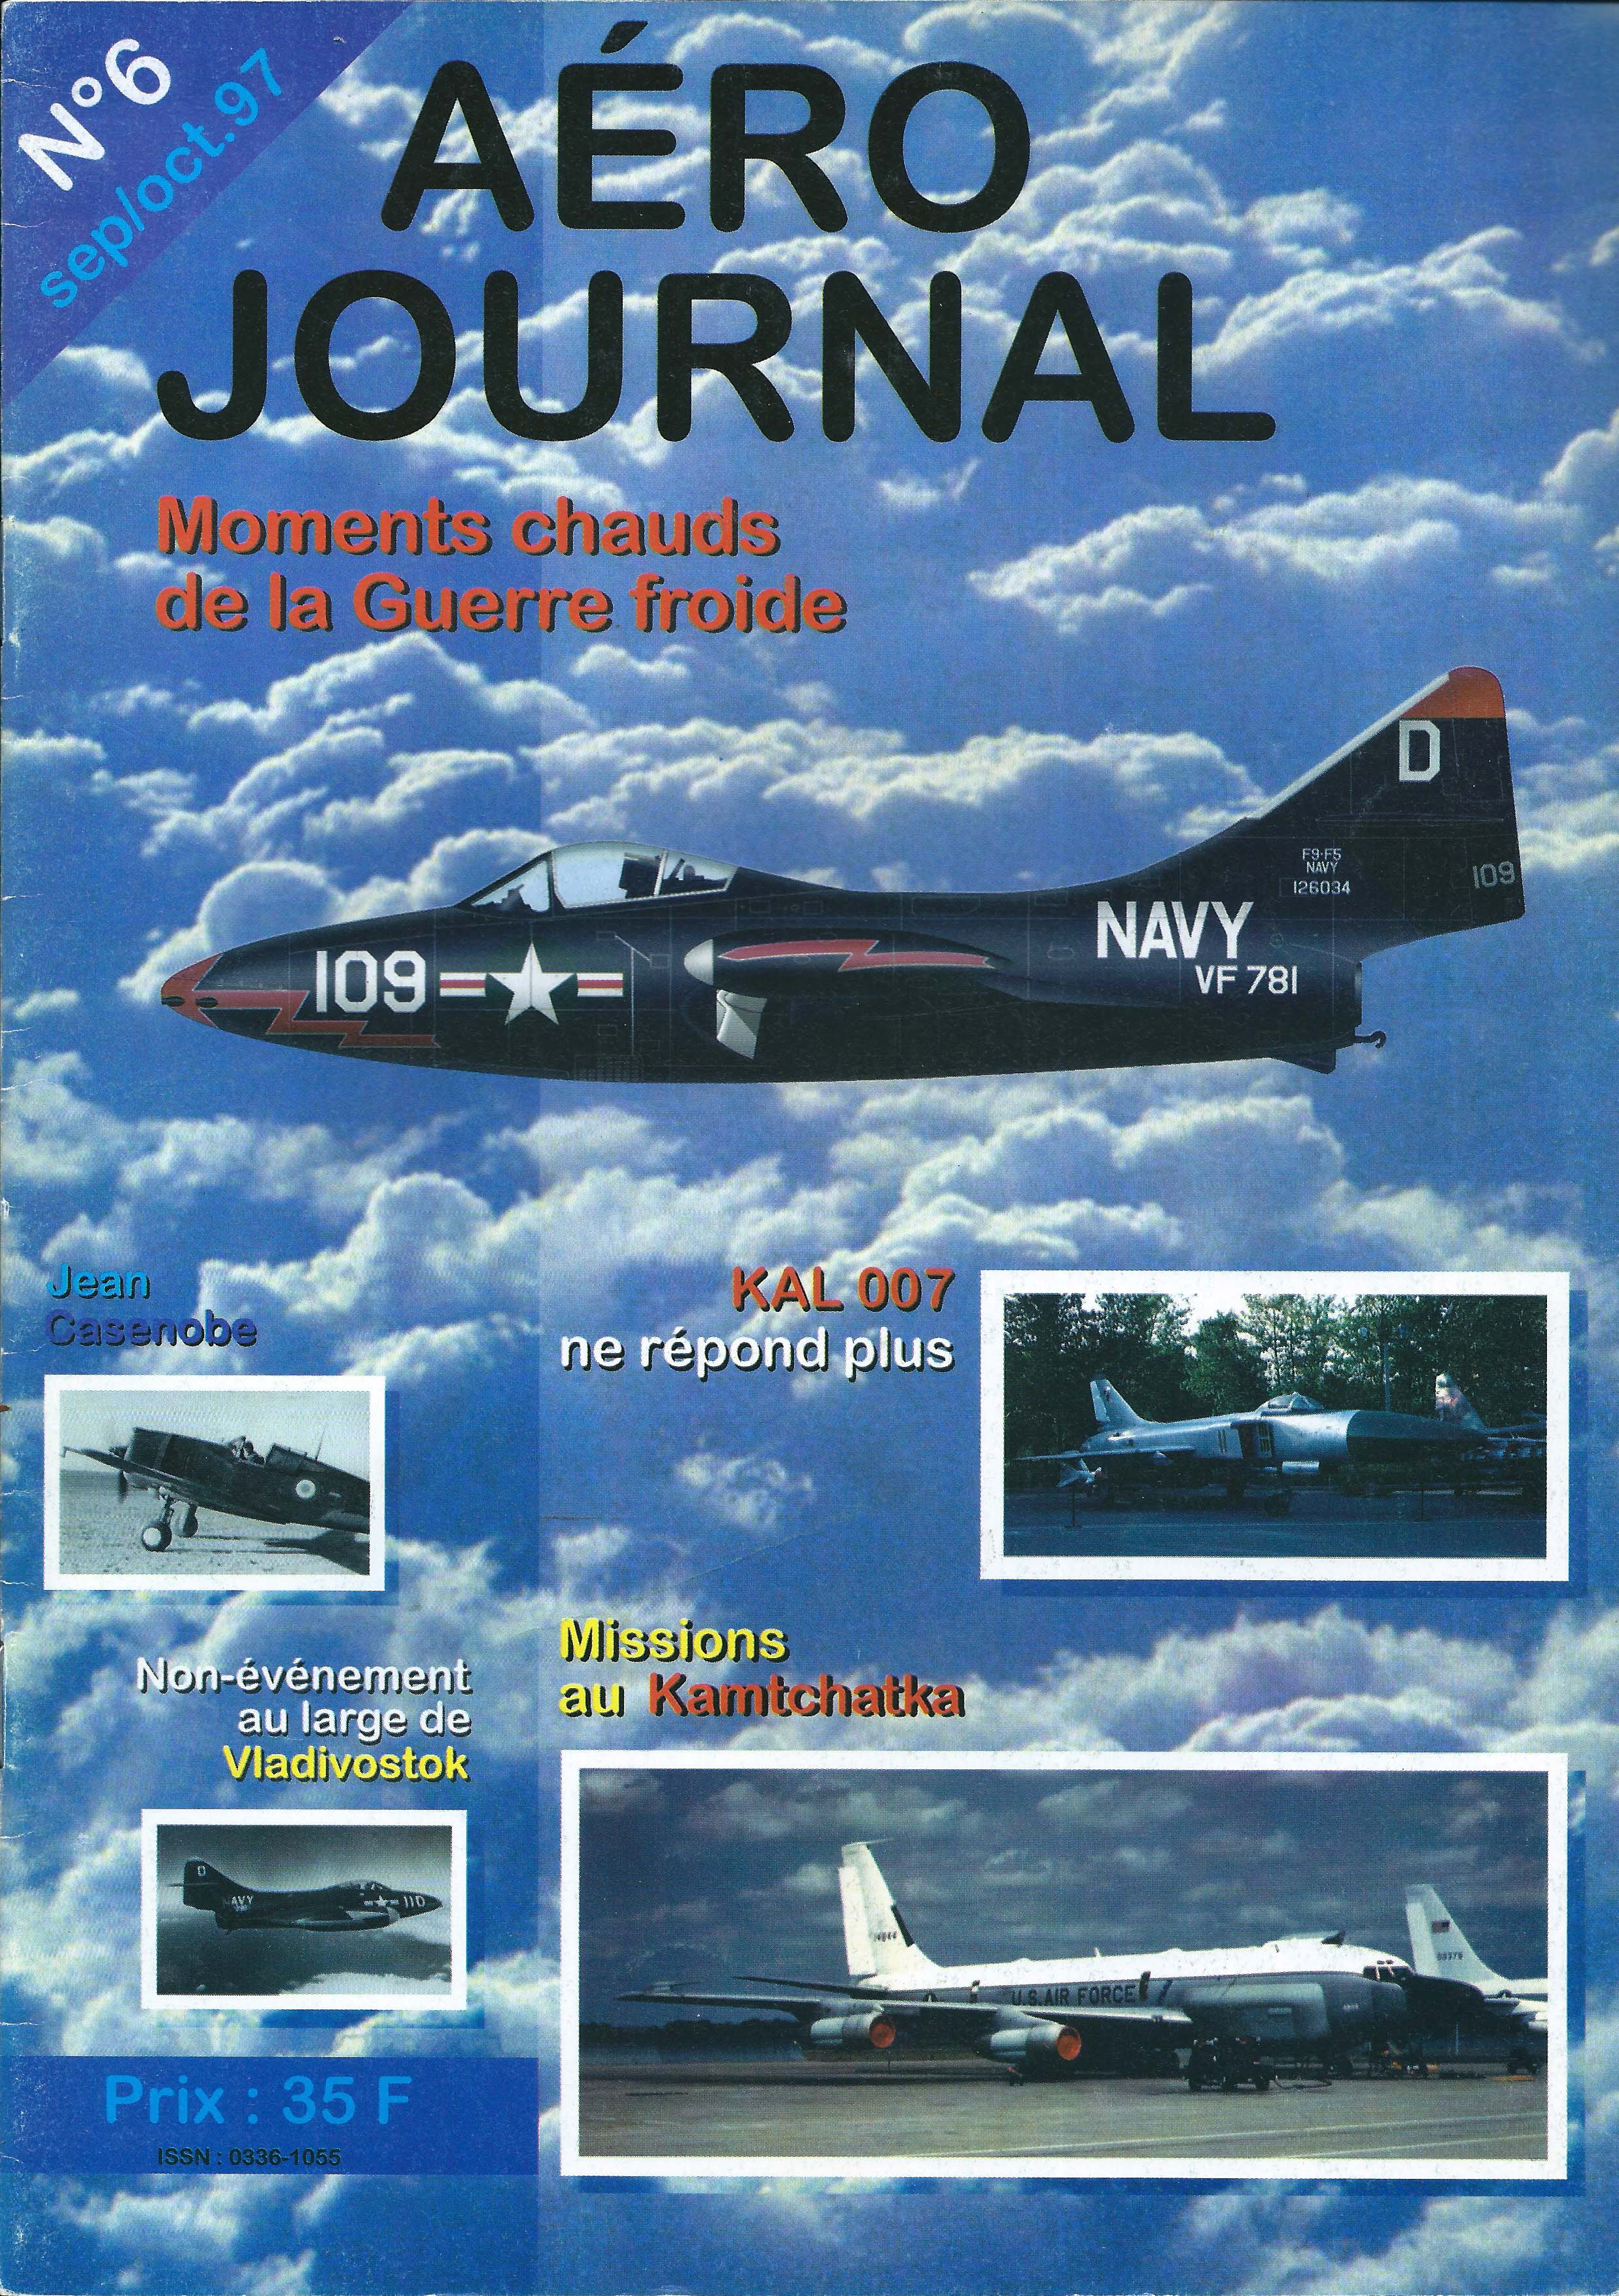 N°6
sep/oct.97
AÉRO
JOURNAL
Moments chauds
de la Guerre froide
D
F9-F5
NAVY
126034
109
NAVY
VF 781
109
Jean
Casenobe
KAL 007
ne répond plus
Non-événement
au large de
Vladivostok
D
NAVY
110
Missions
au Kamtchatka
14844
U.S. AIR FORCE
Prix : 35 F
ISSN : 0336-1055